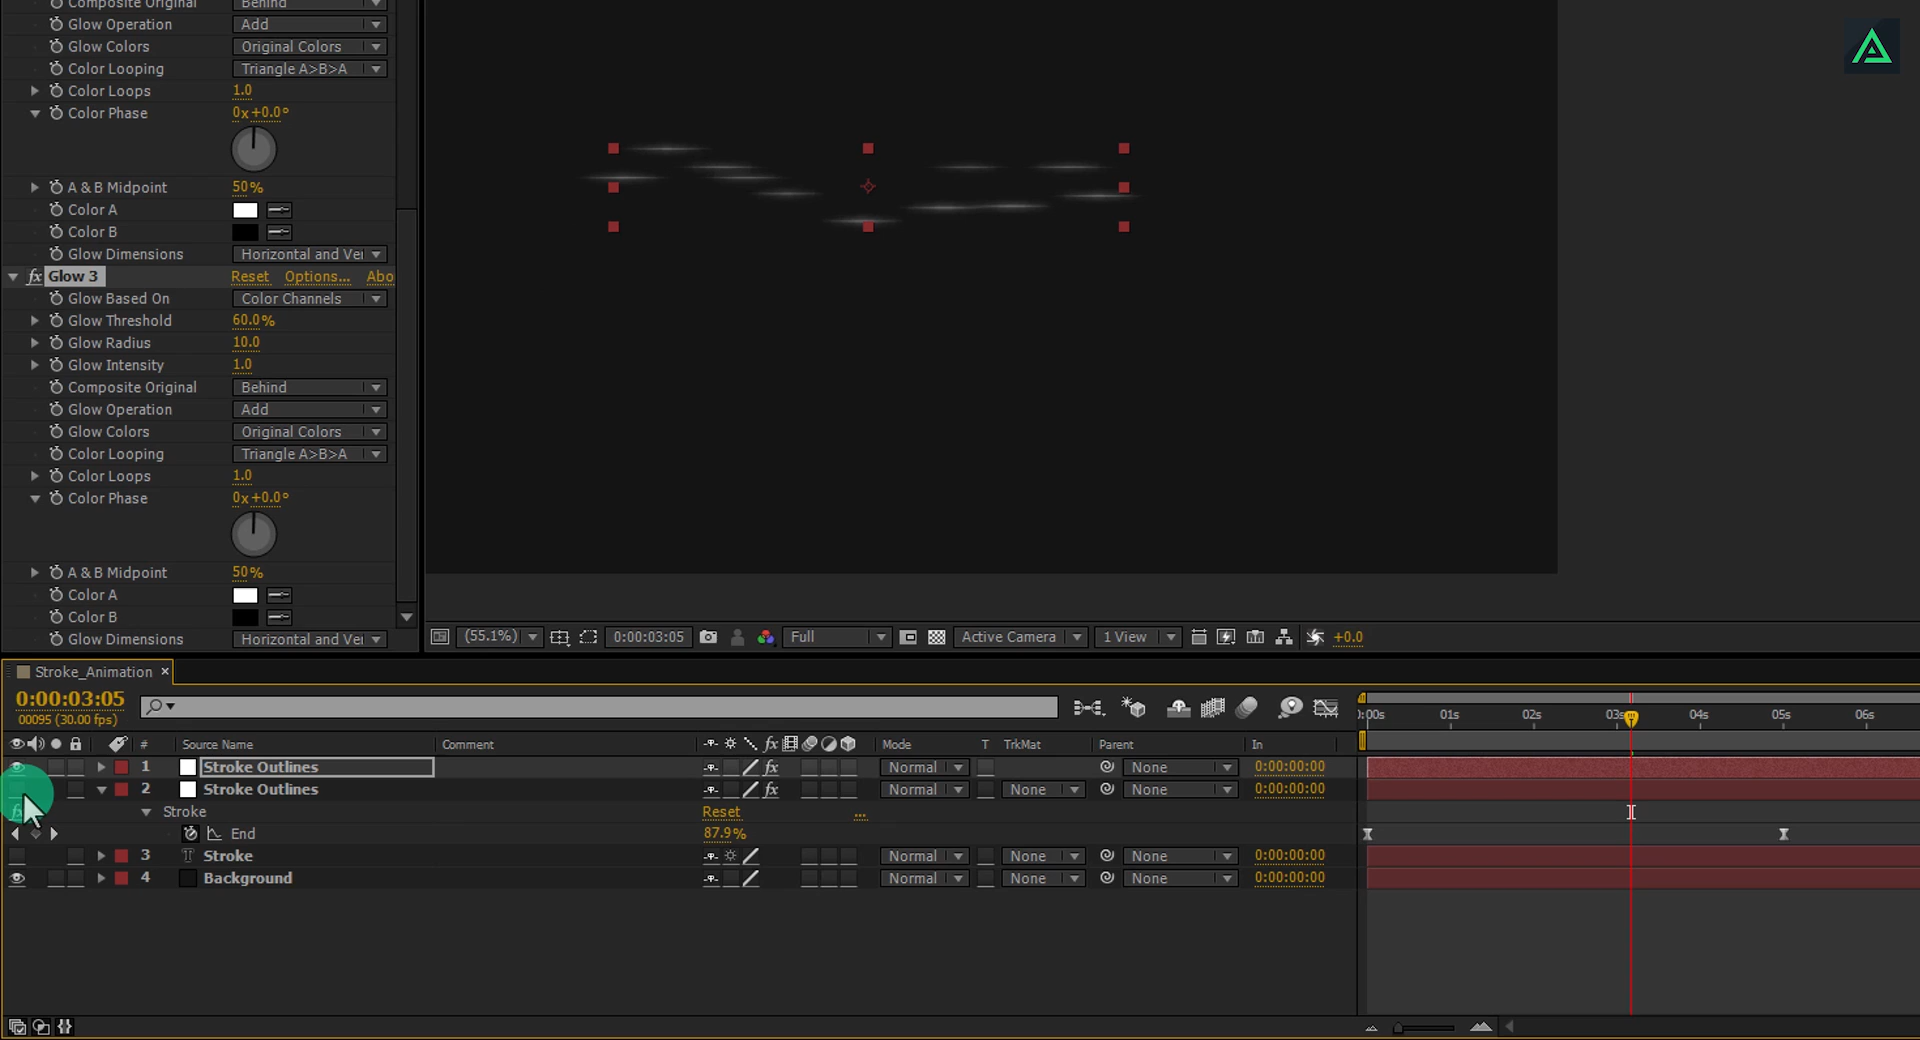 Composite Original Behind
Glow Operation Add
Glow Colors Original Colors
Color Looping Triangle A>B>A
Color Loops 1.0
Color Phase 0x+0.0°
A & B Midpoint 50%
Color A
Color B
Glow Dimensions Horizontal and Ver
fx Glow 3 Reset Options... Abo
Glow Based On Color Channels
Glow Threshold 60.0%
Glow Radius 10.0
Glow Intensity 1.0
Composite Original Behind
Glow Operation Add
Glow Colors Original Colors
Color Looping Triangle A>B>A
Color Loops 1.0
Color Phase 0x+0.0°
A & B Midpoint 50%
Color A
Color B
Glow Dimensions Horizontal and Ver
(55.1%) 0:00:03:05 Full Active Camera 1 View +0.0
Stroke_Animation ×
0:00:03:05
00095 (30.00 fps)
:00s 01s 02s 03s 04s 05s 06s
# Source Name Comment fx Mode T TrkMat Parent In
1 Stroke Outlines fx Normal None 0:00:00:00
2 Stroke Outlines fx Normal None None 0:00:00:00
Stroke Reset ...
End 87.9%
3 T Stroke Normal None None 0:00:00:00
4 Background Normal None None 0:00:00:00